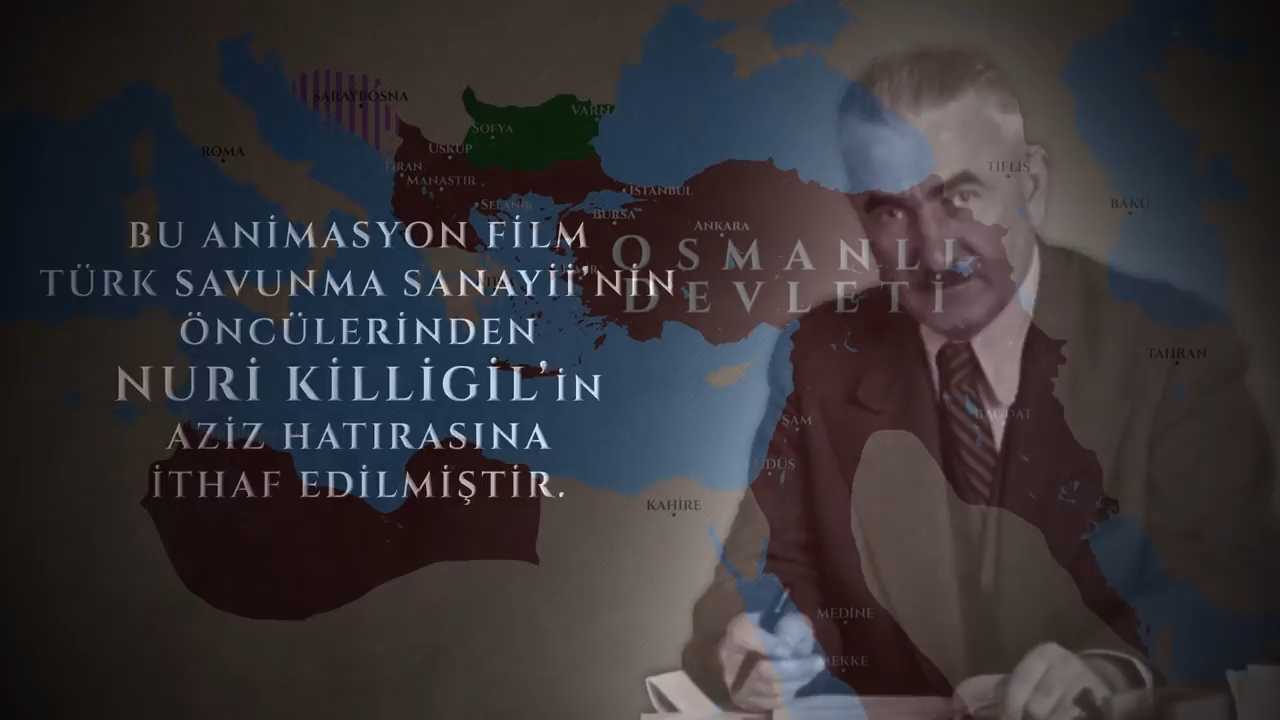 BU ANİMASYON FİLM
TÜRK SAVUNMA SANAYİİ'NİN
ÖNCÜLERİNDEN
NURİ KİLLİGİL'İN
AZİZ HATIRASINA
İTHAF EDİLMİŞTİR.
OSMANLI
DEVLETİ
SARAYBOSNA
ROMA
SOFYA
VARNA
ÜSKÜP
TİRAN
MANASTIR
SELANİK
İSTANBUL
BURSA
ANKARA
TİFLİS
BAKÜ
TAHRAN
BAĞDAT
ŞAM
KUDÜS
KAHİRE
MEDİNE
MEKKE